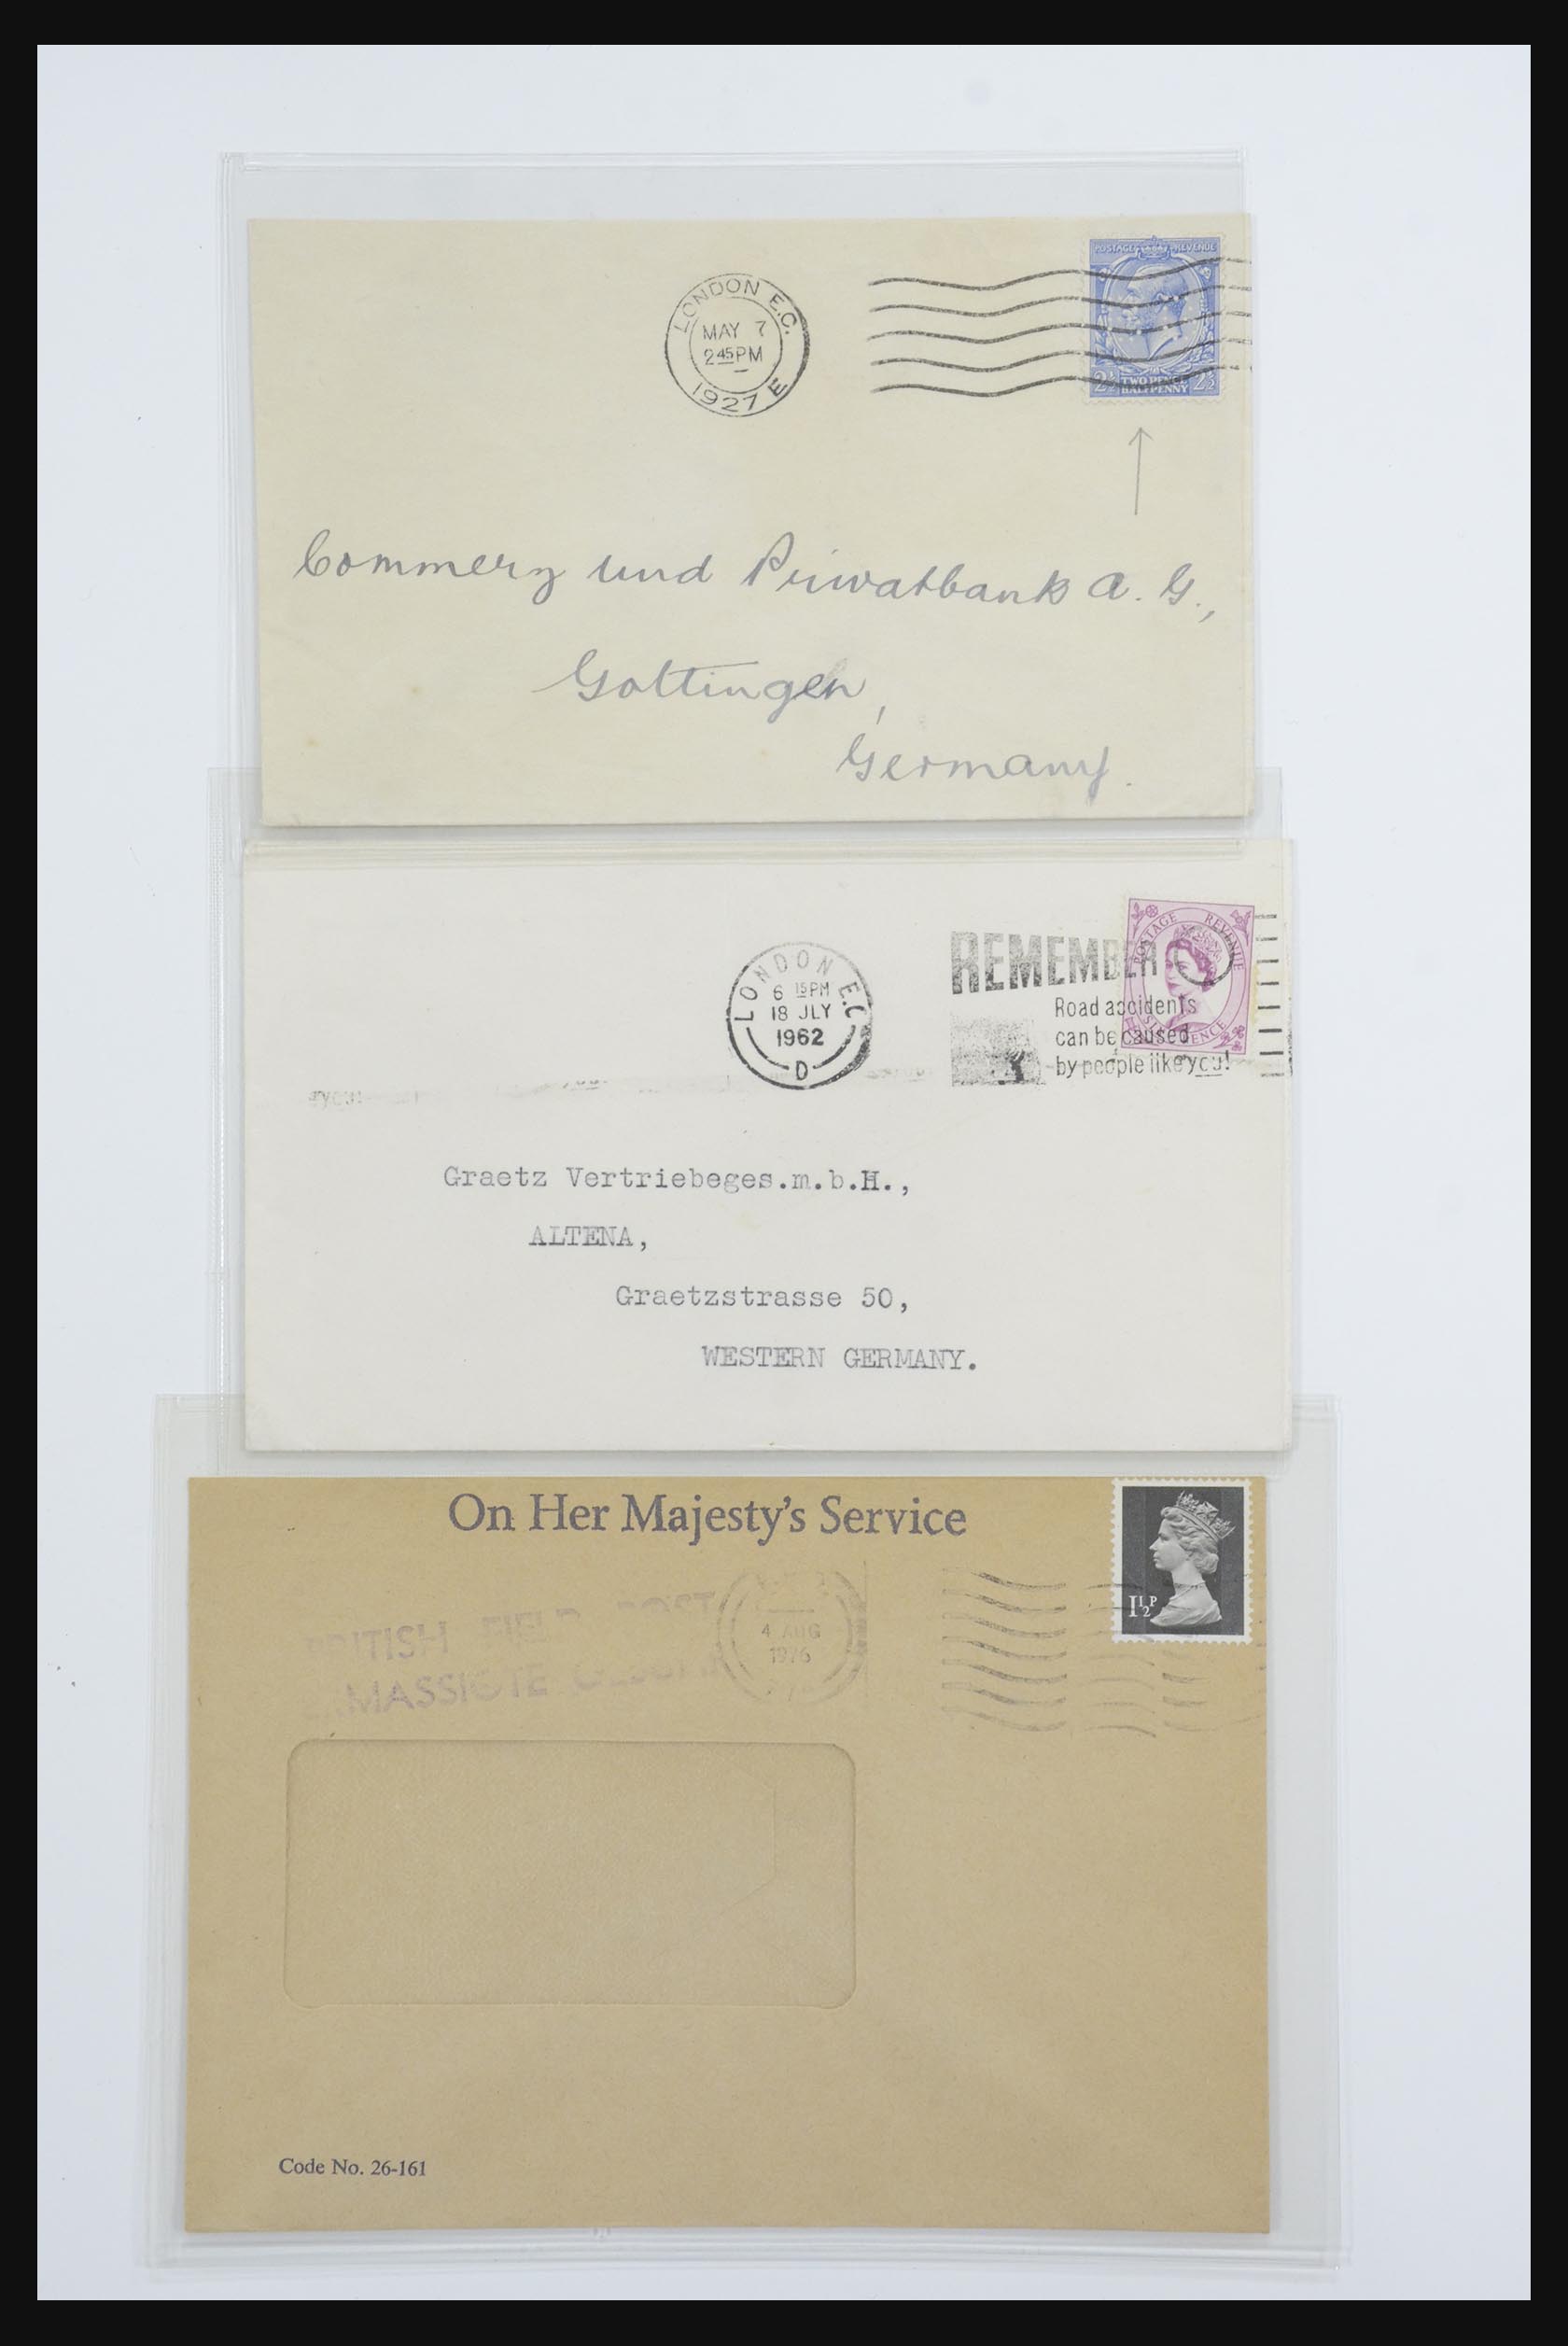 LONDON E.C.
MAY 7
2 45 PM
1927 E
POSTAGE REVENUE
2½ TWO PENCE 2½
HALFPENNY
Commerz und Privatbank A. G.,
Gottingen,
Germany.
LONDON E.C.
6 15 PM
18 JLY
1962
D
REMEMBER
Road accidents
can be caused
by people like you!
POSTAGE REVENUE
SIXPENCE
you!
Graetz Vertriebeges.m.b.H.,
ALTENA,
Graetzstrasse 50,
WESTERN GERMANY.
On Her Majesty's Service
1½P
BRITISH FIELD POST
4 AUG
1976
MASSIGTE
Code No. 26-161